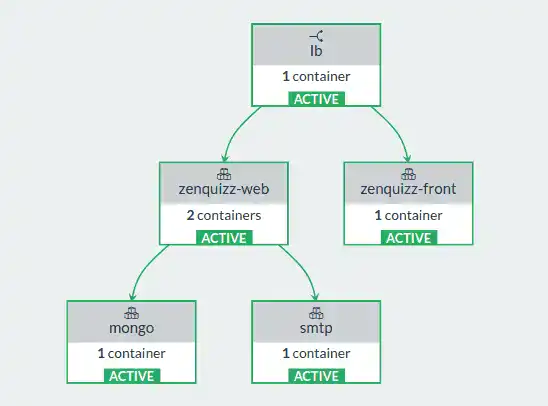 lb
1 container
ACTIVE
zenquizz-web
2 containers
ACTIVE
zenquizz-front
1 container
ACTIVE
mongo
1 container
ACTIVE
smtp
1 container
ACTIVE